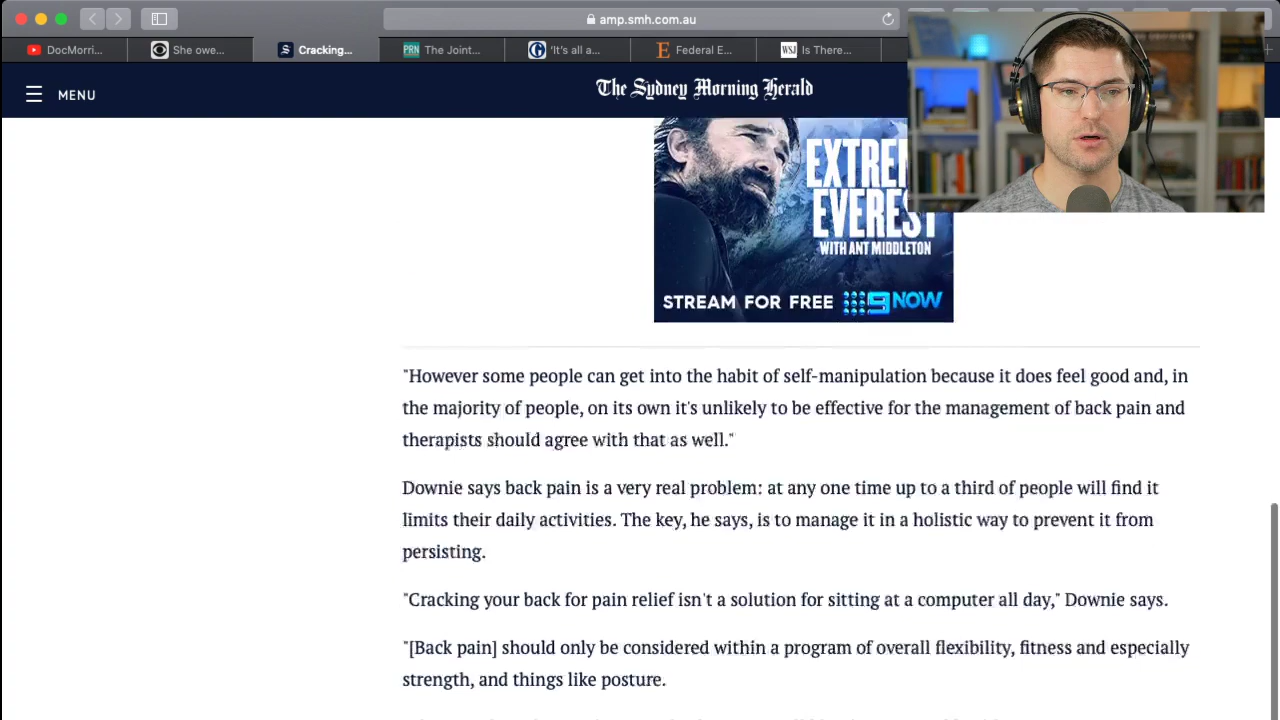 amp.smh.com.au
DocMorri...
She owe...
Cracking...
PRN The Joint...
'It's all a...
E Federal E...
WSJ Is There...
MENU
The Sydney Morning Herald
EVEREST
WITH ANT MIDDLETON
STREAM FOR FREE 9NOW
"However some people can get into the habit of self-manipulation because it does feel good and, in
the majority of people, on its own it's unlikely to be effective for the management of back pain and
therapists should agree with that as well."
Downie says back pain is a very real problem: at any one time up to a third of people will find it
limits their daily activities. The key, he says, is to manage it in a holistic way to prevent it from
persisting.
"Cracking your back for pain relief isn't a solution for sitting at a computer all day," Downie says.
"[Back pain] should only be considered within a program of overall flexibility, fitness and especially
strength, and things like posture.